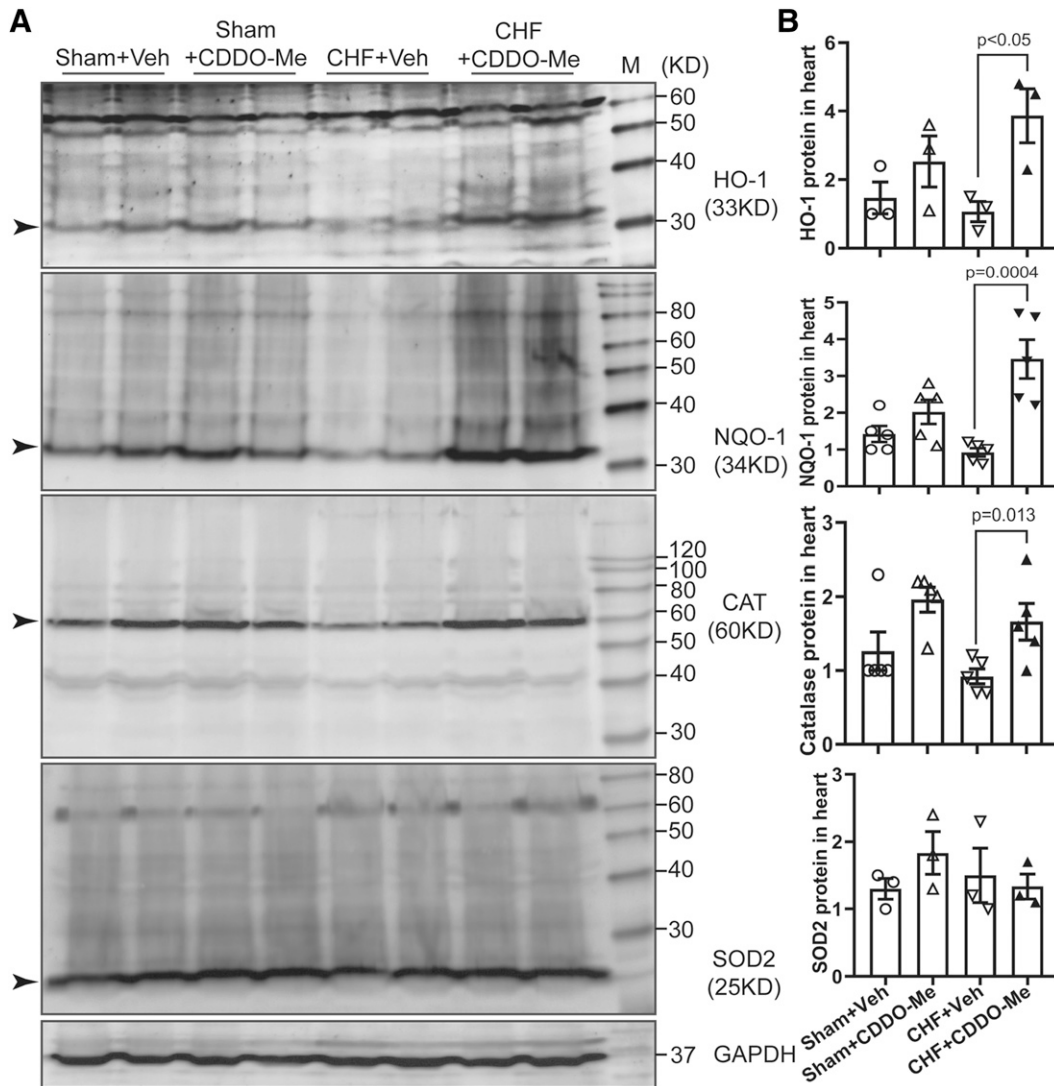 A
Sham+Veh
Sham
+CDDO-Me
CHF+Veh
CHF
+CDDO-Me
M
(KD)
60
50
40
30
HO-1
(33KD)
80
60
50
40
30
NQO-1
(34KD)
120
100
80
60
50
40
30
CAT
(60KD)
80
60
50
40
30
SOD2
(25KD)
37
GAPDH
B
HO-1 protein in heart
6
4
2
0
p<0.05
NQO-1 protein in heart
5
4
3
2
1
0
p=0.0004
Catalase protein in heart
3
2
1
0
p=0.013
SOD2 protein in heart
3
2
1
0
Sham+Veh
Sham+CDDO-Me
CHF+Veh
CHF+CDDO-Me